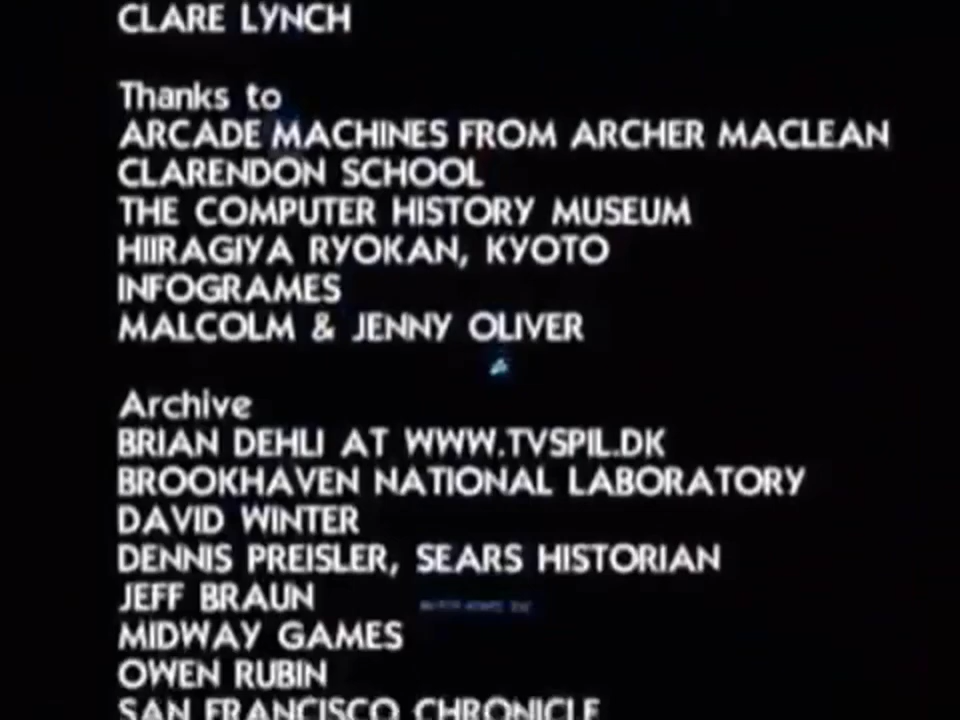 CLARE LYNCH
Thanks to
ARCADE MACHINES FROM ARCHER MACLEAN
CLARENDON SCHOOL
THE COMPUTER HISTORY MUSEUM
HIIRAGIYA RYOKAN, KYOTO
INFOGRAMES
MALCOLM & JENNY OLIVER
Archive
BRIAN DEHLI AT WWW.TVSPIL.DK
BROOKHAVEN NATIONAL LABORATORY
DAVID WINTER
DENNIS PREISLER, SEARS HISTORIAN
JEFF BRAUN
MIDWAY GAMES
OWEN RUBIN
SAN FRANCISCO CHRONICLE